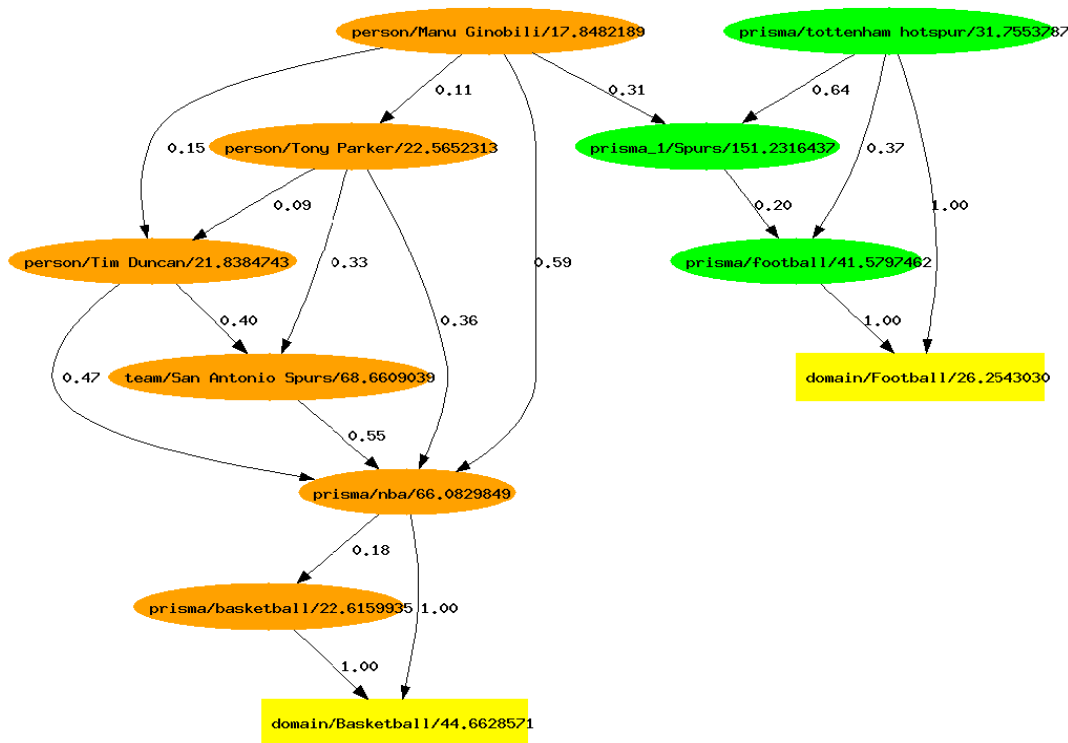 person/Manu Ginobili/17.8482189
prisma/tottenham hotspur/31.7553787
0.11
0.31
0.64
0.15
person/Tony Parker/22.5652313
prisma_1/Spurs/151.2316437
0.37
0.09
0.20
1.00
person/Tim Duncan/21.8384743
0.33
0.59
prisma/football/41.5797462
0.40
0.36
1.00
0.47
team/San Antonio Spurs/68.6609039
domain/Football/26.2543030
0.55
prisma/nba/66.0829849
0.18
prisma/basketball/22.6159935
1.00
1.00
domain/Basketball/44.6628571